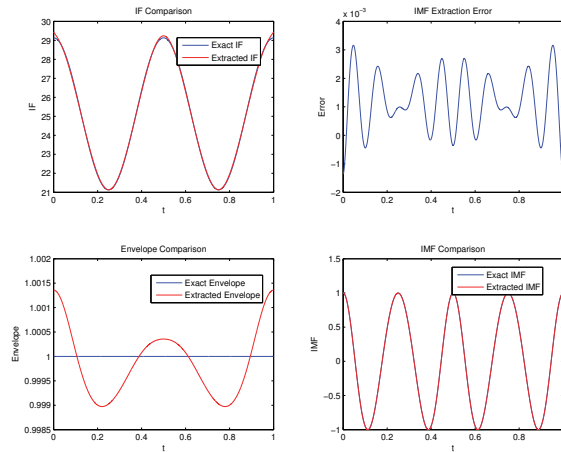 IF Comparison
30
29
28
27
26
25
24
23
22
21
IF
0
0.2
0.4
0.6
0.8
1
t
Exact IF
Extracted IF
IMF Extraction Error
x 10⁻³
4
3
2
1
0
−1
−2
Error
0
0.2
0.4
0.6
0.8
t
Envelope Comparison
1.002
1.0015
1.001
1.0005
1
0.9995
0.999
0.9985
Envelope
0
0.2
0.4
0.6
0.8
1
t
Exact Envelope
Extracted Envelope
IMF Comparison
1.5
1
0.5
0
−0.5
−1
IMF
0
0.2
0.4
0.6
0.8
t
Exact IMF
Extracted IMF